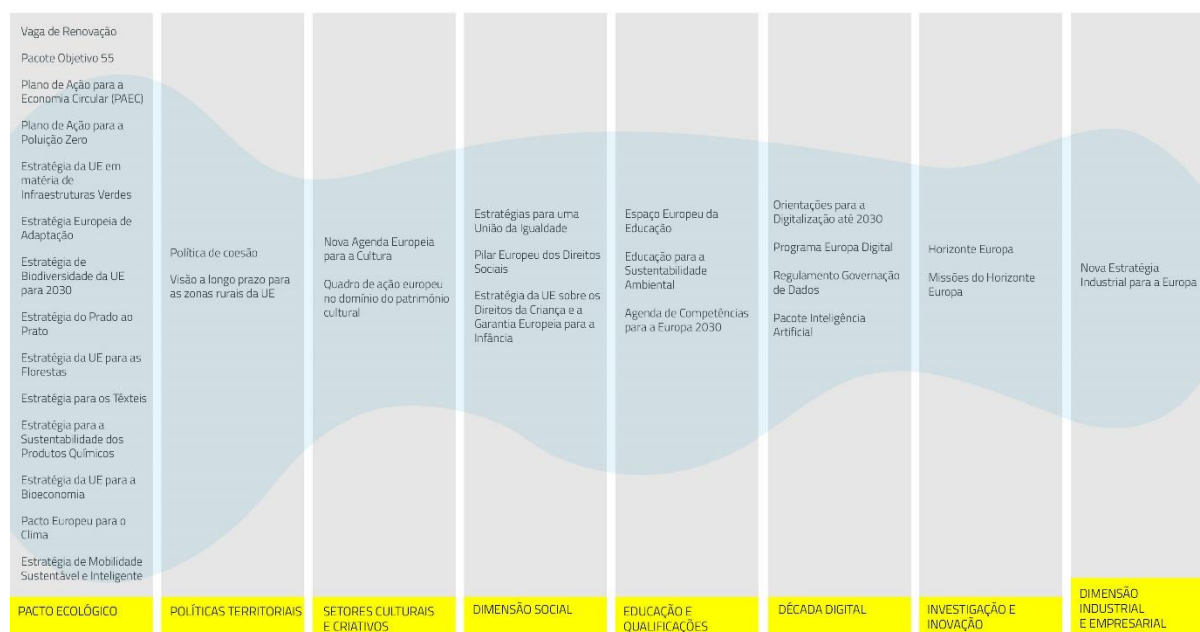 Vaga de Renovação
Pacote Objetivo 55
Plano de Ação para a
Economia Circular (PAEC)
Plano de Ação para a
Poluição Zero
Estratégia da UE em
matéria de
Infraestruturas Verdes
Estratégia Europeia de
Adaptação
Estratégia de
Biodiversidade da UE
para 2030
Estratégia do Prado ao
Prato
Estratégia da UE para as
Florestas
Estratégia para os Têxteis
Estratégia para a
Sustentabilidade dos
Produtos Químicos
Estratégia da UE para a
Bioeconomia
Pacto Europeu para o
Clima
Estratégia de Mobilidade
Sustentável e Inteligente
PACTO ECOLÓGICO
Política de coesão
Visão a longo prazo para
as zonas rurais da UE
POLÍTICAS TERRITORIAIS
Nova Agenda Europeia
para a Cultura
Quadro de ação europeu
no domínio do património
cultural
SETORES CULTURAIS
E CRIATIVOS
Estratégias para uma
União da Igualdade
Pilar Europeu dos Direitos
Sociais
Estratégia da UE sobre os
Direitos da Criança e a
Garantia Europeia para a
Infância
DIMENSÃO SOCIAL
Espaço Europeu da
Educação
Educação para a
Sustentabilidade
Ambiental
Agenda de Competências
para a Europa 2030
EDUCAÇÃO E
QUALIFICAÇÕES
Orientações para a
Digitalização até 2030
Programa Europa Digital
Regulamento Governação
de Dados
Pacote Inteligência
Artificial
DÉCADA DIGITAL
Horizonte Europa
Missões do Horizonte
Europa
INVESTIGAÇÃO E
INOVAÇÃO
Nova Estratégia
Industrial para a Europa
DIMENSÃO
INDUSTRIAL
E EMPRESARIAL